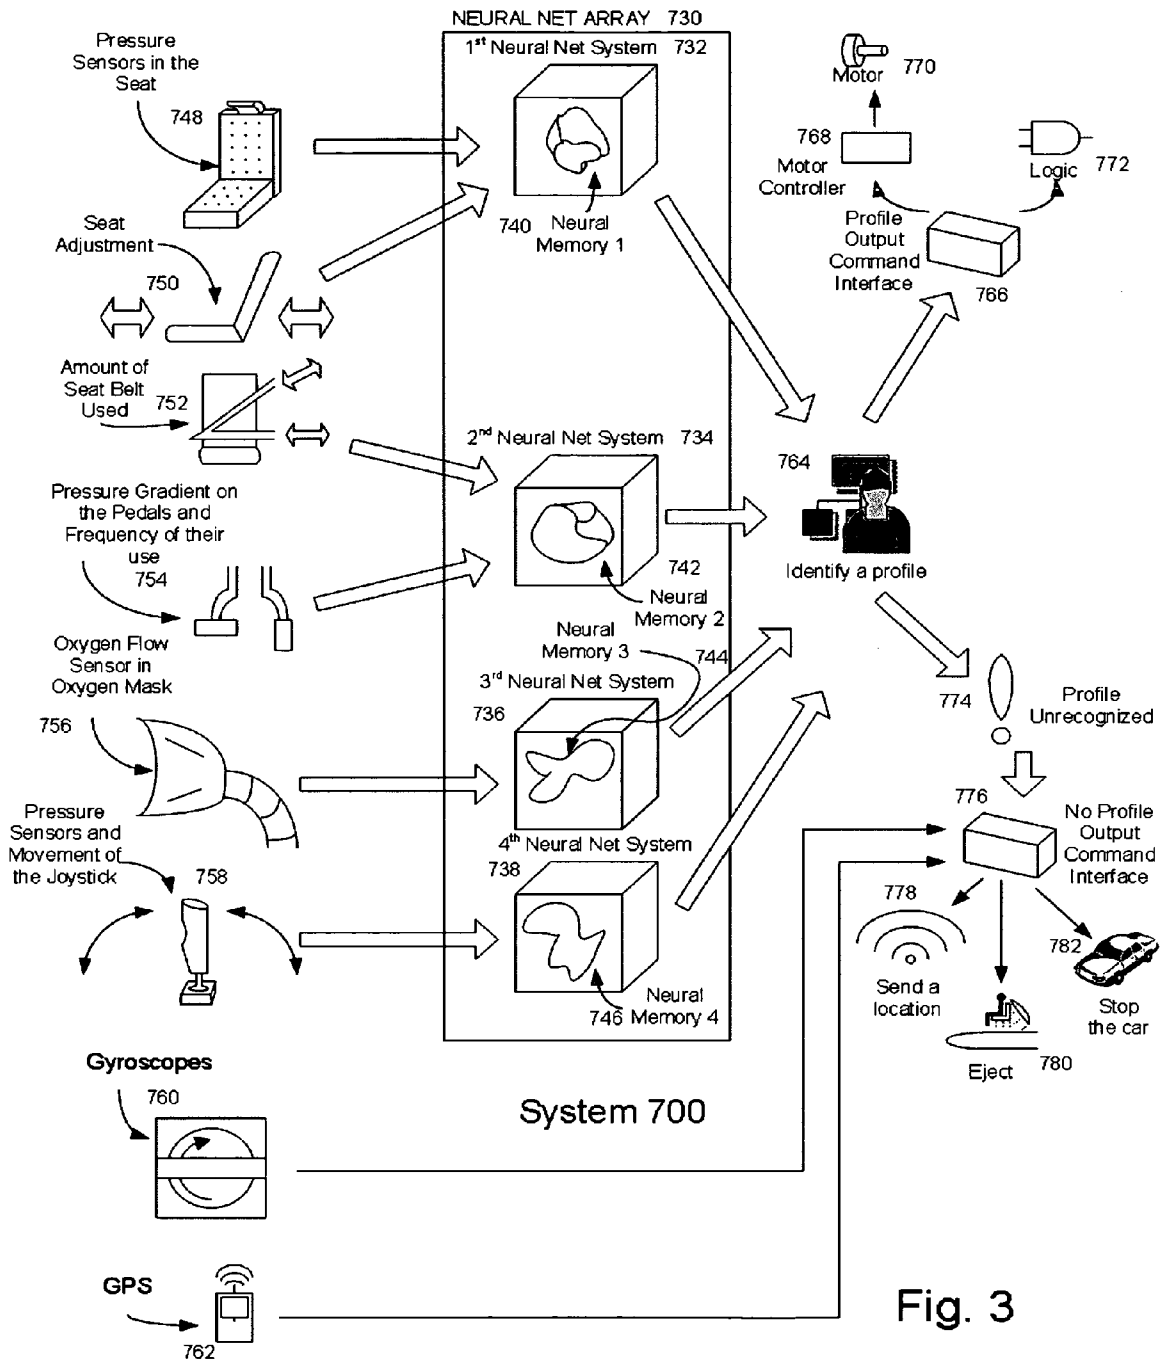 NEURAL NET ARRAY 730
Pressure
Sensors in the
Seat
748
1st Neural Net System 732
740
Neural
Memory 1
Motor
770
768
Motor
Controller
Logic
772
Profile
Output
Command
Interface
766
Seat
Adjustment
750
Amount of
Seat Belt
Used
752
2nd Neural Net System 734
742
Neural
Memory 2
764
Identify a profile
Pressure Gradient on
the Pedals and
Frequency of their
use
754
Oxygen Flow
Sensor in
Oxygen Mask
756
Neural
Memory 3
744
3rd Neural Net System
736
774
Profile
Unrecognized
Pressure
Sensors and
Movement of
the Joystick
758
4th Neural Net System
738
746
Neural
Memory 4
776
No Profile
Output
Command
Interface
778
Send a
location
782
Stop
the car
Eject
780
Gyroscopes
760
System 700
GPS
762
Fig. 3